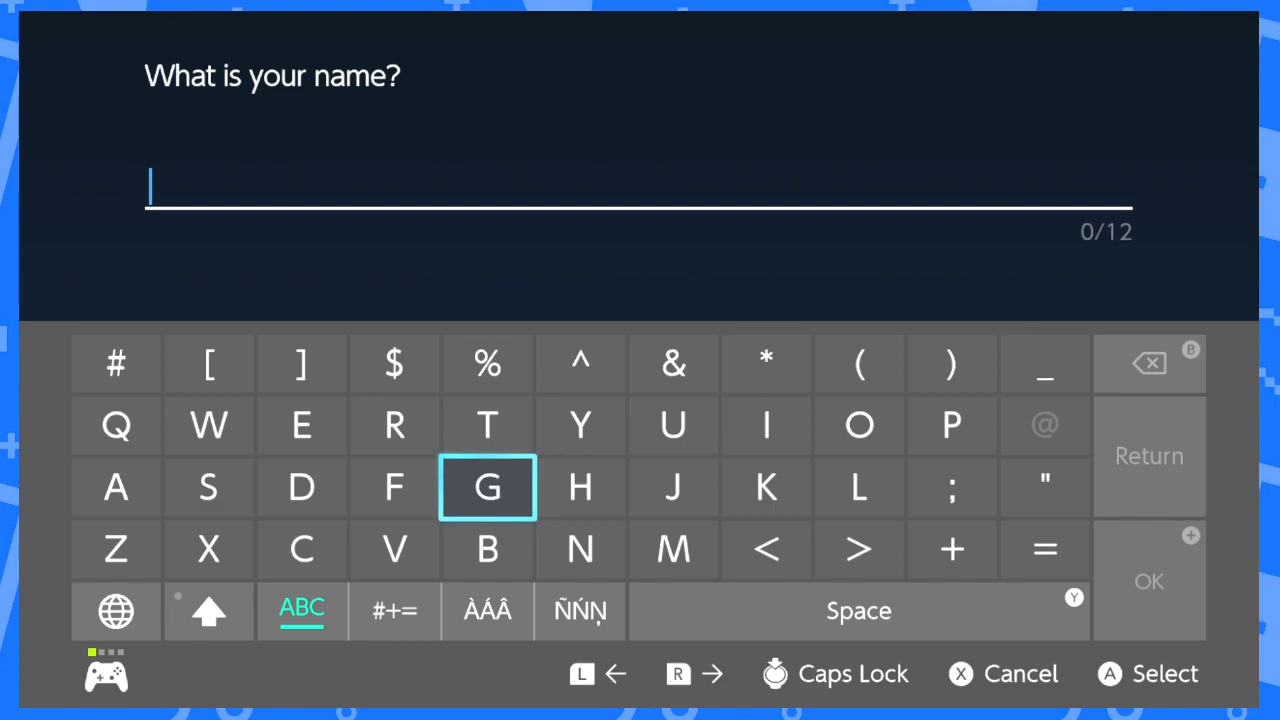 What is your name?
0/12
# [ ] $ % ^ & * ( ) _ B
Q W E R T Y U I O P @ Return
A S D F G H J K L ; "
Z X C V B N M < > + = + OK
ABC #+= ÀÁÂ ÑŃŅ Space Y
L ← R → Caps Lock X Cancel A Select